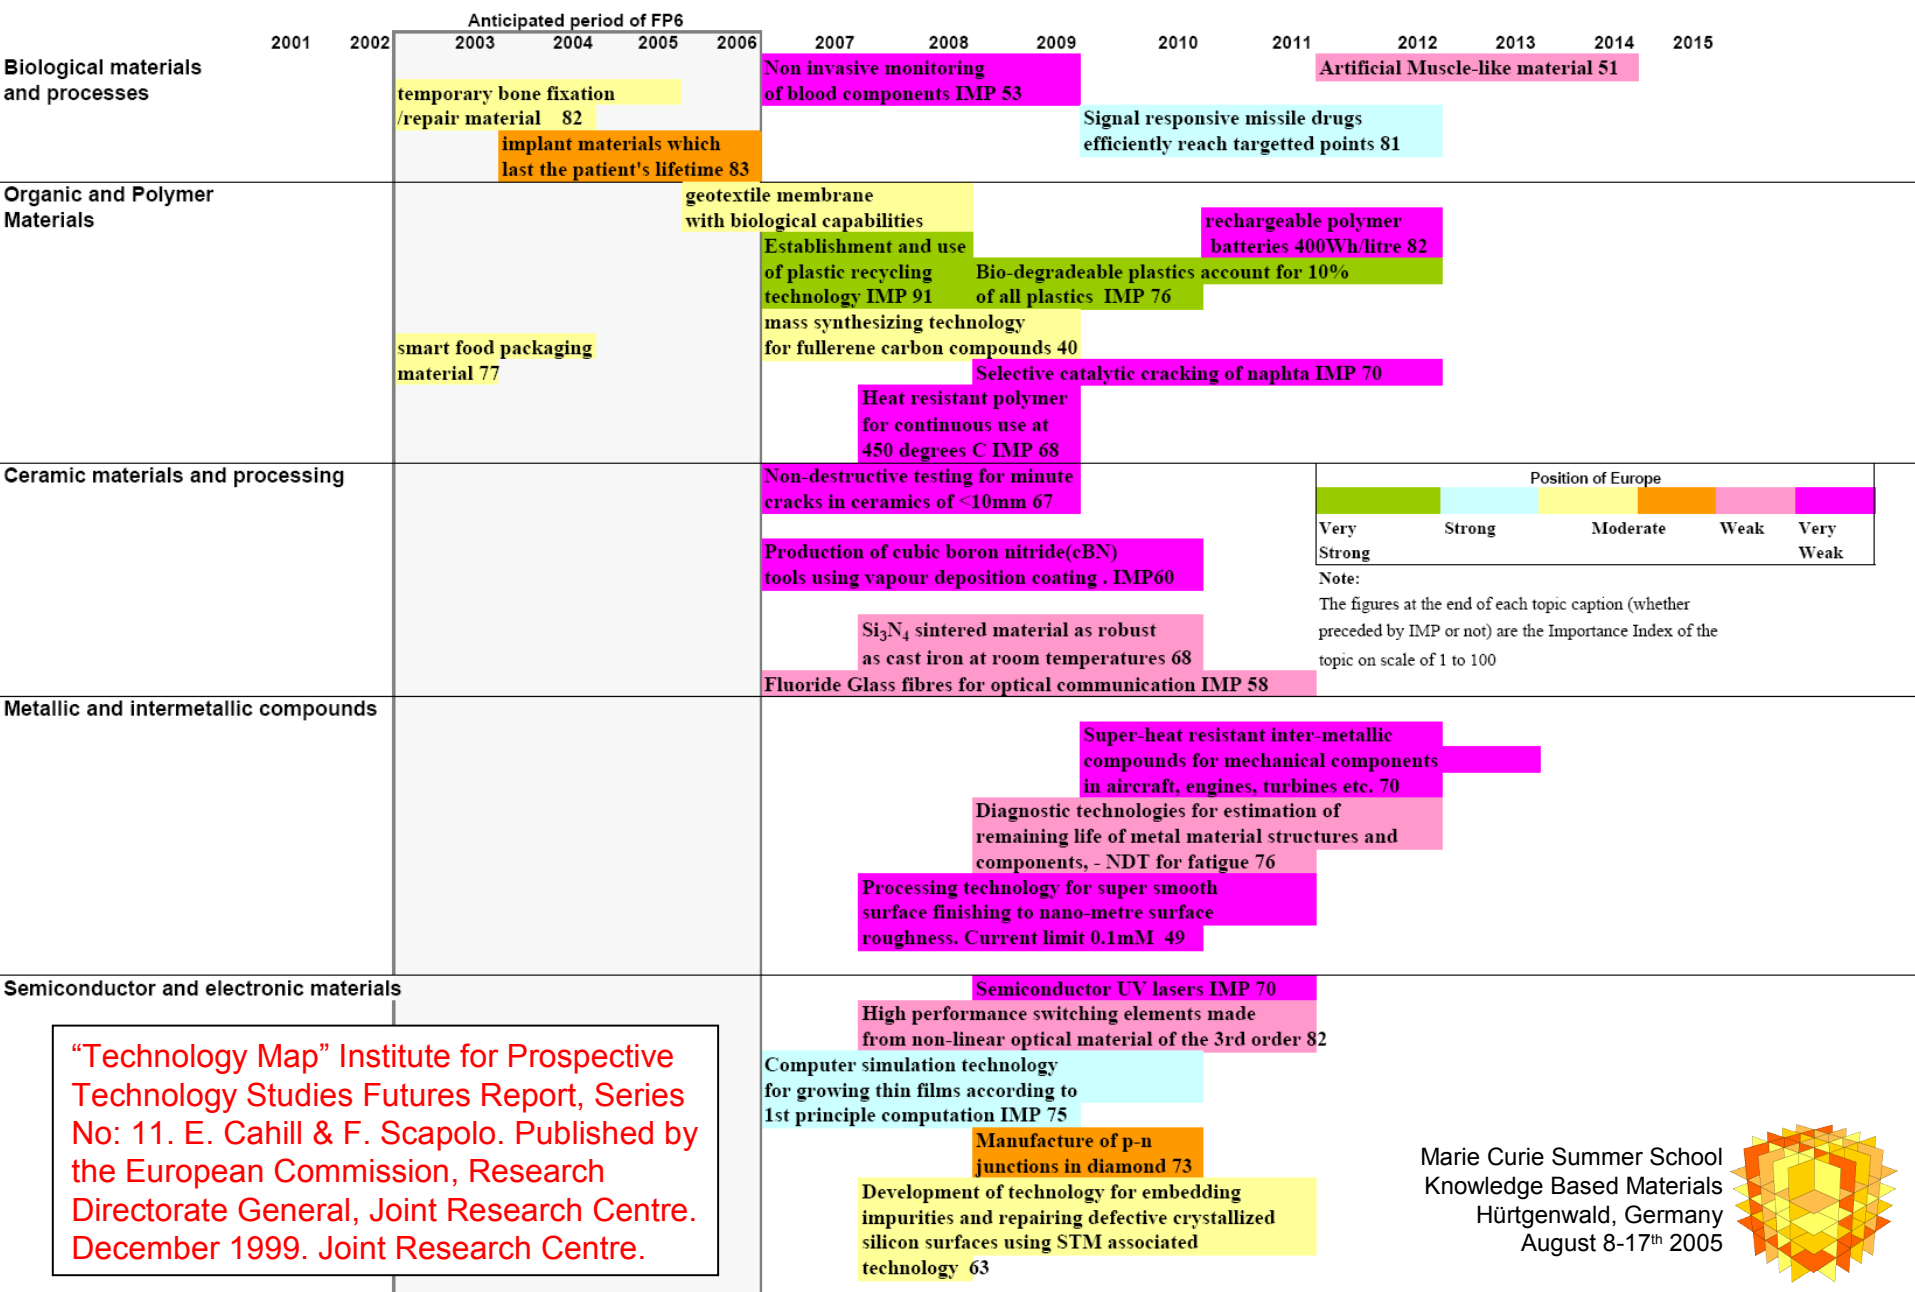 Anticipated period of FP6
2001 2002 2003 2004 2005 2006 2007 2008 2009 2010 2011 2012 2013 2014 2015
Biological materials
and processes
Non invasive monitoring
of blood components IMP 53
Artificial Muscle-like material 51
temporary bone fixation
/repair material 82
Signal responsive missile drugs
efficiently reach targetted points 81
implant materials which
last the patient's lifetime 83
Organic and Polymer
Materials
geotextile membrane
with biological capabilities
rechargeable polymer
batteries 400Wh/litre 82
Establishment and use
of plastic recycling
technology IMP 91
Bio-degradeable plastics account for 10%
of all plastics IMP 76
mass synthesizing technology
for fullerene carbon compounds 40
smart food packaging
material 77
Selective catalytic cracking of naphta IMP 70
Heat resistant polymer
for continuous use at
450 degrees C IMP 68
Ceramic materials and processing
Non-destructive testing for minute
cracks in ceramics of <10mm 67
Production of cubic boron nitride(cBN)
tools using vapour deposition coating . IMP60
Si₃N₄ sintered material as robust
as cast iron at room temperatures 68
Fluoride Glass fibres for optical communication IMP 58
Position of Europe
Very Strong Moderate Weak Very
Strong Weak
Note:
The figures at the end of each topic caption (whether
preceded by IMP or not) are the Importance Index of the
topic on scale of 1 to 100
Metallic and intermetallic compounds
Super-heat resistant inter-metallic
compounds for mechanical components
in aircraft, engines, turbines etc. 70
Diagnostic technologies for estimation of
remaining life of metal material structures and
components, - NDT for fatigue 76
Processing technology for super smooth
surface finishing to nano-metre surface
roughness. Current limit 0.1mM 49
Semiconductor and electronic materials
Semiconductor UV lasers IMP 70
High performance switching elements made
from non-linear optical material of the 3rd order 82
Computer simulation technology
for growing thin films according to
1st principle computation IMP 75
Manufacture of p-n
junctions in diamond 73
Development of technology for embedding
impurities and repairing defective crystallized
silicon surfaces using STM associated
technology 63
“Technology Map” Institute for Prospective
Technology Studies Futures Report, Series
No: 11. E. Cahill & F. Scapolo. Published by
the European Commission, Research
Directorate General, Joint Research Centre.
December 1999. Joint Research Centre.
Marie Curie Summer School
Knowledge Based Materials
Hürtgenwald, Germany
August 8-17th 2005